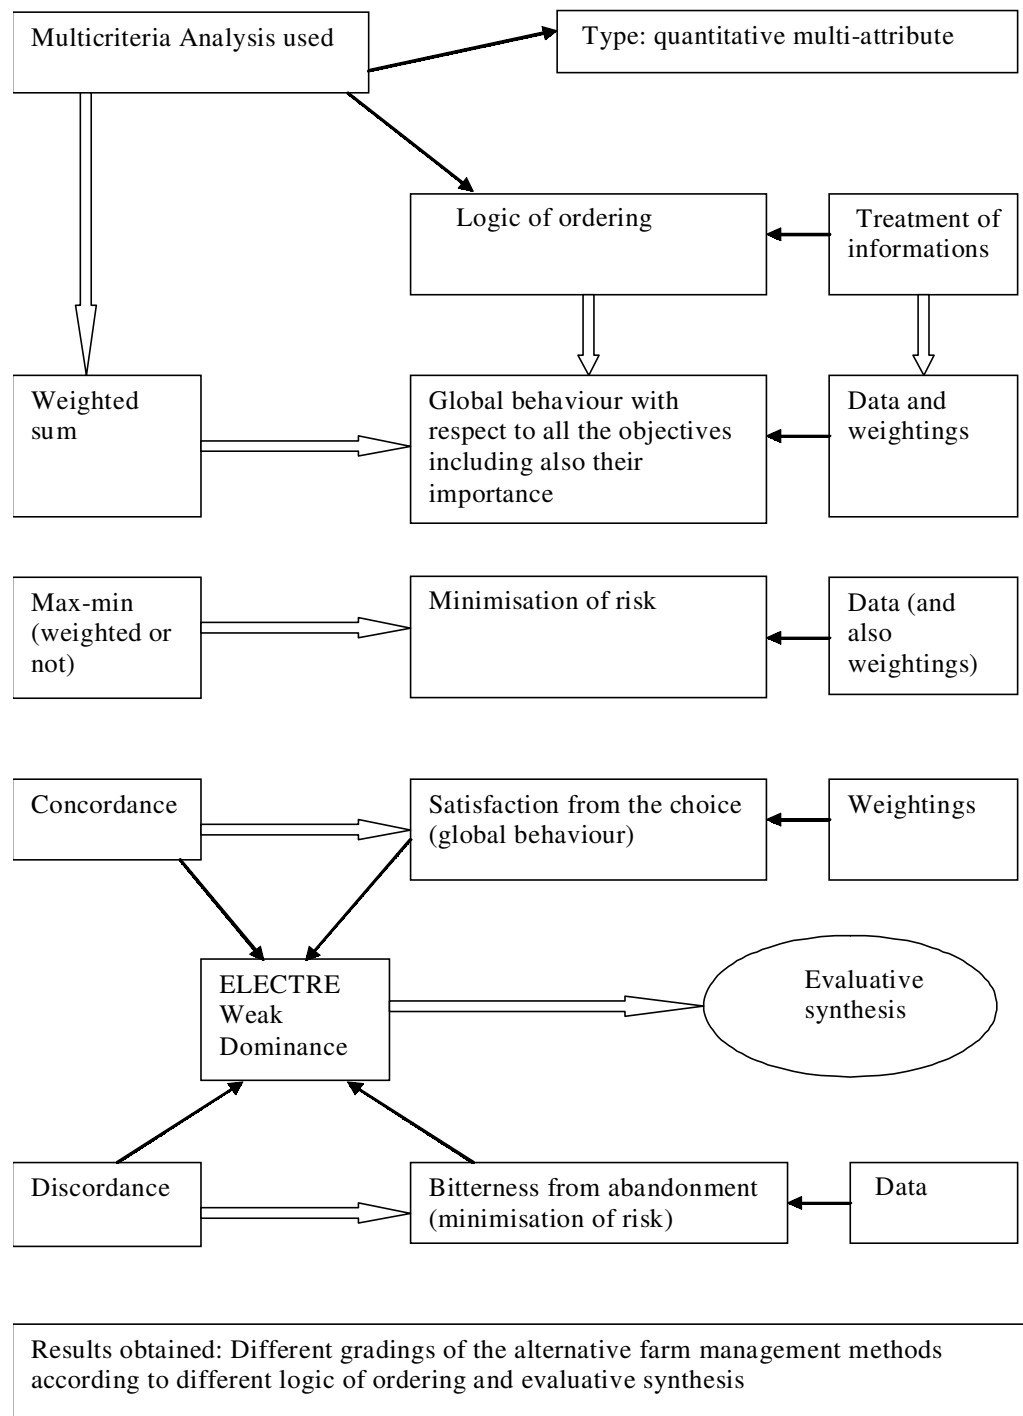 Multicriteria Analysis used
Type: quantitative multi-attribute
Logic of ordering
Treatment of
informations
Weighted
sum
Global behaviour with
respect to all the objectives
including also their
importance
Data and
weightings
Max-min
(weighted or
not)
Minimisation of risk
Data (and
also
weightings)
Concordance
Satisfaction from the choice
(global behaviour)
Weightings
ELECTRE
Weak
Dominance
Evaluative
synthesis
Discordance
Bitterness from abandonment
(minimisation of risk)
Data
Results obtained: Different gradings of the alternative farm management methods
according to different logic of ordering and evaluative synthesis